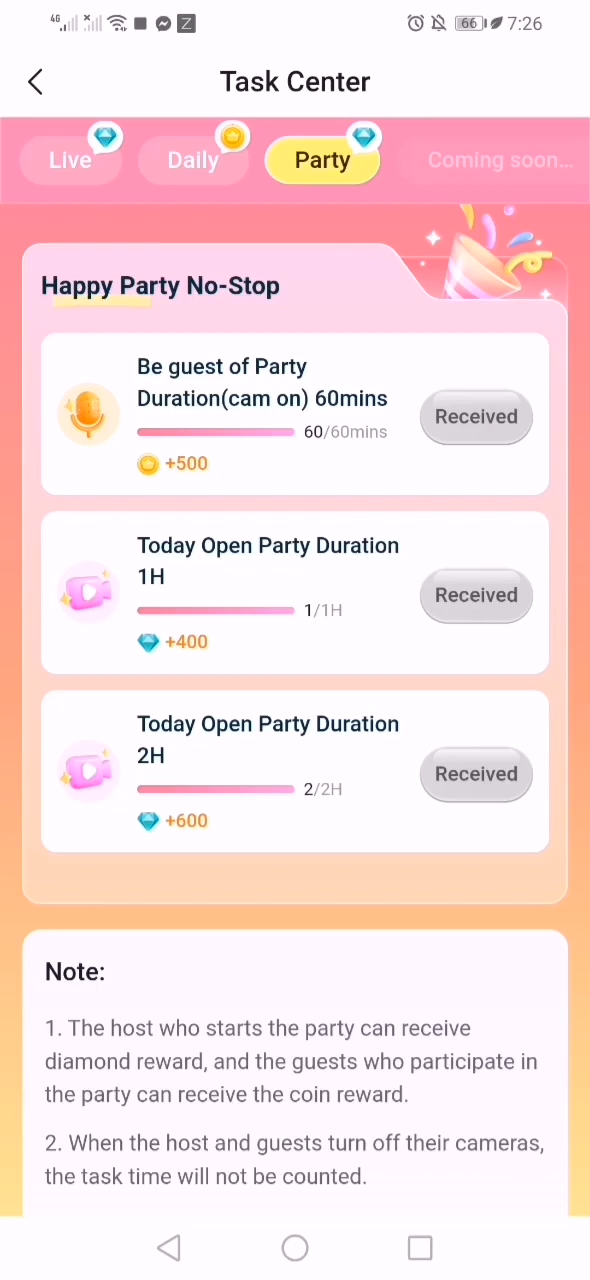 4G 66 7:26
Task Center
Live Daily Party Coming soon...
Happy Party No-Stop
Be guest of Party
Duration(cam on) 60mins
60/60mins
+500
Received
Today Open Party Duration
1H
1/1H
+400
Received
Today Open Party Duration
2H
2/2H
+600
Received
Note:
1. The host who starts the party can receive
diamond reward, and the guests who participate in
the party can receive the coin reward.
2. When the host and guests turn off their cameras,
the task time will not be counted.